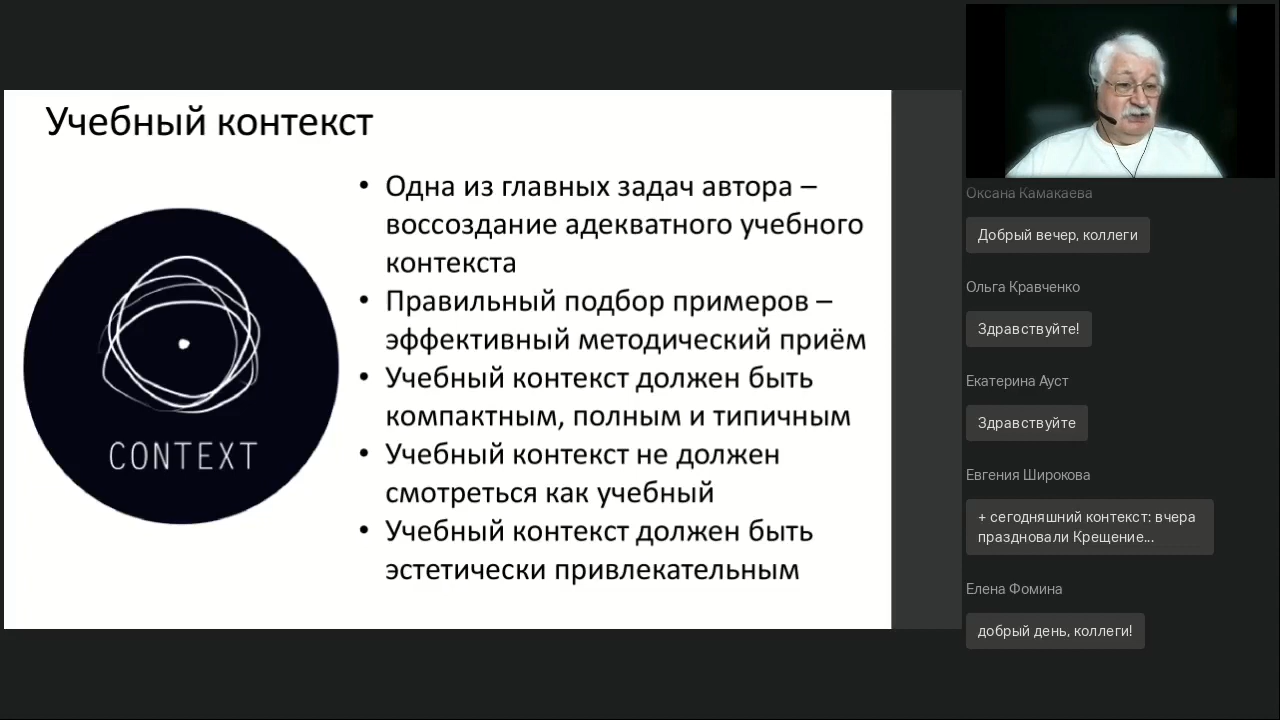 Учебный контекст
• Одна из главных задач автора –
воссоздание адекватного учебного
контекста
• Правильный подбор примеров –
эффективный методический приём
• Учебный контекст должен быть
компактным, полным и типичным
• Учебный контекст не должен
смотреться как учебный
• Учебный контекст должен быть
эстетически привлекательным
CONTEXT
Оксана Камакаева
Добрый вечер, коллеги
Ольга Кравченко
Здравствуйте!
Екатерина Ауст
Здравствуйте
Евгения Широкова
+ сегодняшний контекст: вчера
праздновали Крещение...
Елена Фомина
добрый день, коллеги!